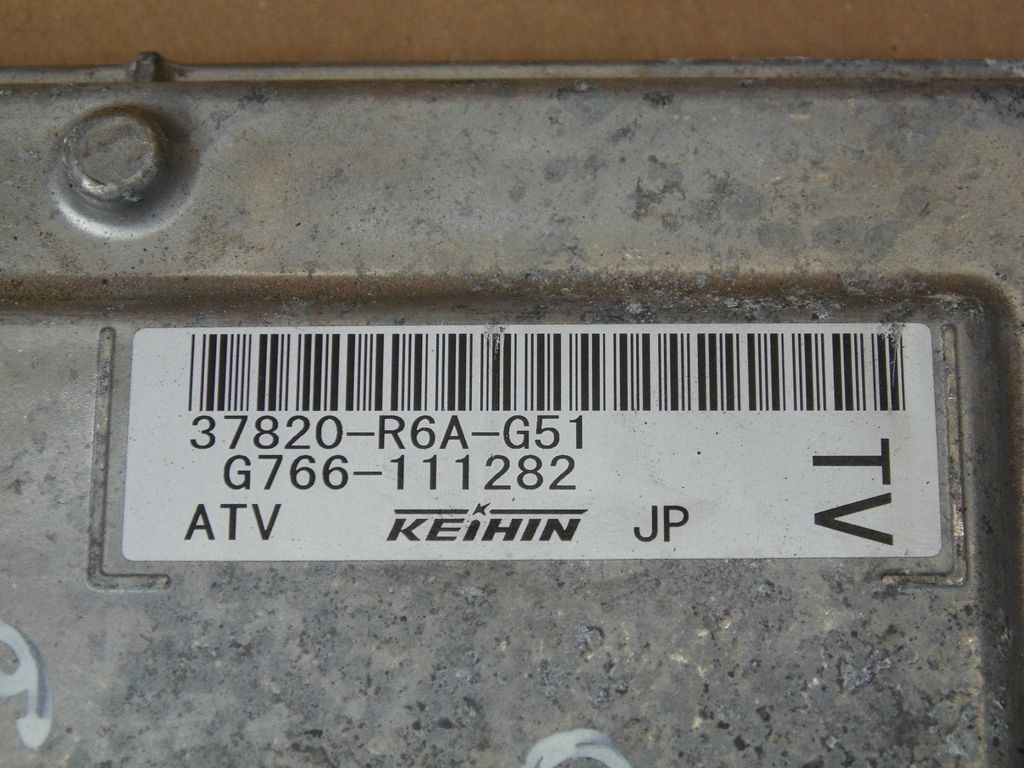 37820-R6A-G51
G766-111282
ATV KEIHIN JP
TV